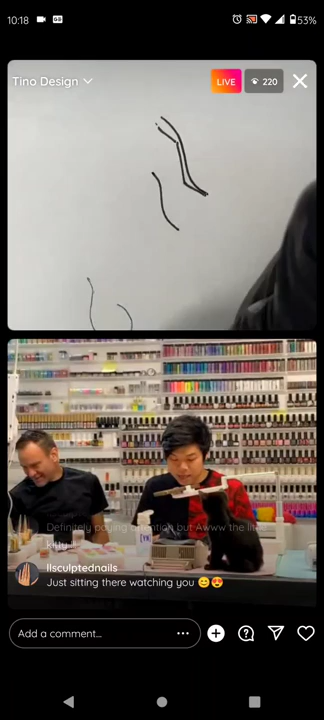 10:18
53%
Tino Design
LIVE
220
Definitely paying attention but Awww the little
kitty!!
llsculptednails
Just sitting there watching you 😊😍
Add a comment...